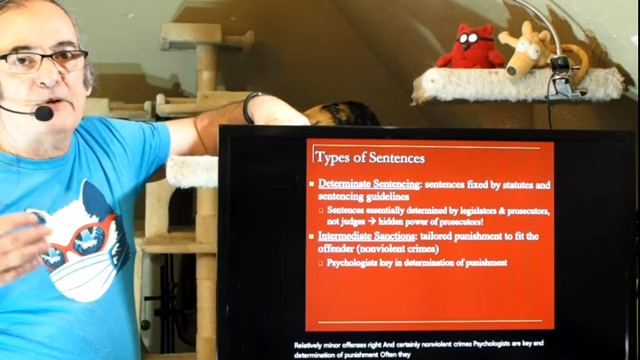 Types of Sentences
Determinate Sentencing: sentences fixed by statutes and
sentencing guidelines
Sentences essentially determined by legislators & prosecutors,
not judges → hidden power of prosecutors!
Intermediate Sanctions: tailored punishment to fit the
offender (nonviolent crimes)
Psychologists key in determination of punishment
Relatively minor offenses right And certainly nonviolent crimes Psychologists are key and
determination of punishment Often they